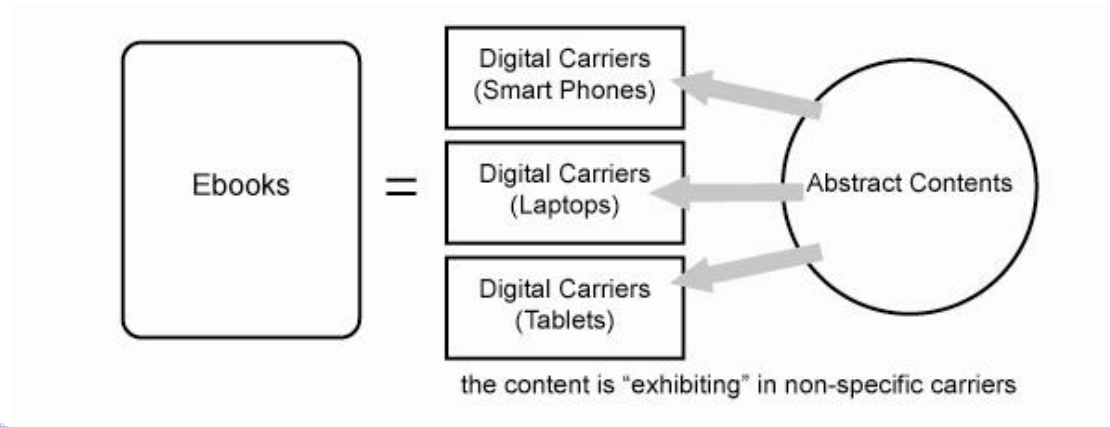 Ebooks
=
Digital Carriers
(Smart Phones)
Digital Carriers
(Laptops)
Digital Carriers
(Tablets)
Abstract Contents
the content is “exhibiting” in non-specific carriers